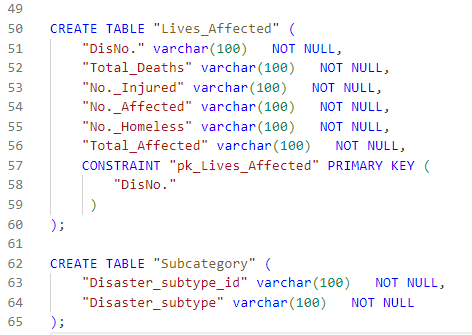 49
50 CREATE TABLE "Lives_Affected" (
51 "DisNo." varchar(100) NOT NULL,
52 "Total_Deaths" varchar(100) NOT NULL,
53 "No._Injured" varchar(100) NOT NULL,
54 "No._Affected" varchar(100) NOT NULL,
55 "No._Homeless" varchar(100) NOT NULL,
56 "Total_Affected" varchar(100) NOT NULL,
57 CONSTRAINT "pk_Lives_Affected" PRIMARY KEY (
58 "DisNo."
59 )
60 );
61
62 CREATE TABLE "Subcategory" (
63 "Disaster_subtype_id" varchar(100) NOT NULL,
64 "Disaster_subtype" varchar(100) NOT NULL
65 );